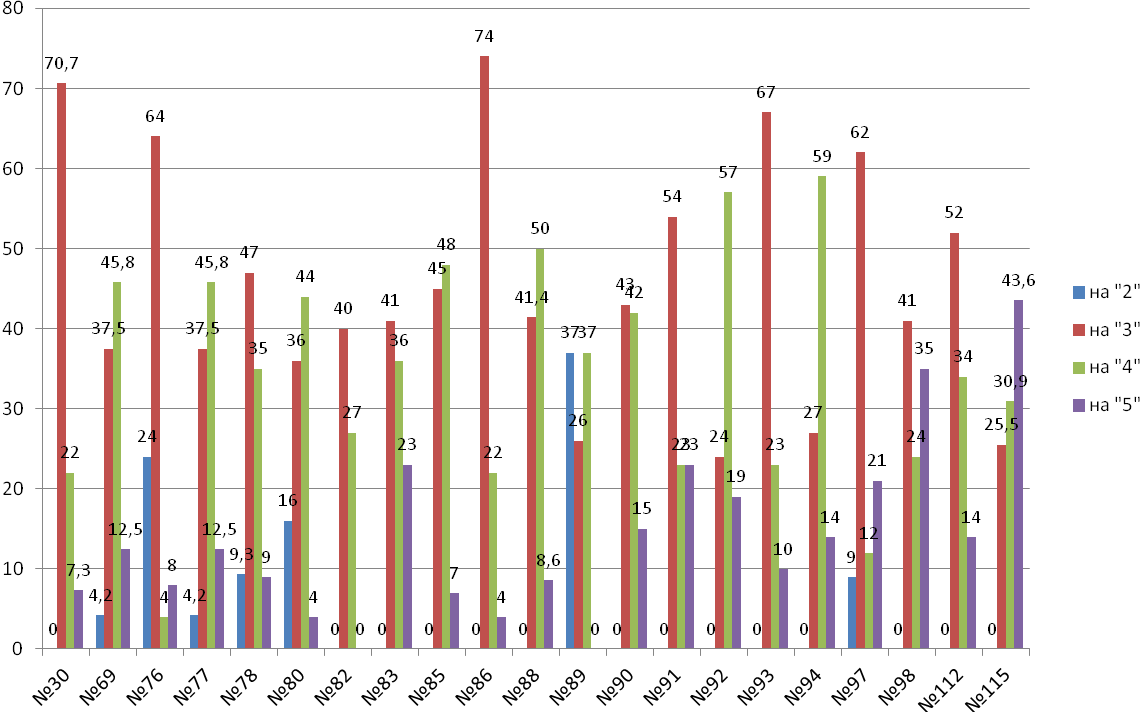 80
70
60
50
40
30
20
10
0
0 70,7 22 7,3
4,2 37,5 45,8 12,5
24 64 4 8
4,2 37,5 45,8 12,5
9,3 47 35 9
16 36 44 4
0 40 27 0
0 41 36 23
0 45 48 7
0 74 22 4
0 41,4 50 8,6
37 26 37 0
0 43 42 15
0 54 23 23
0 24 57 19
0 67 23 10
0 27 59 14
9 62 12 21
0 41 24 35
0 52 34 14
0 25,5 30,9 43,6
№30
№69
№76
№77
№78
№80
№82
№83
№85
№86
№88
№89
№90
№91
№92
№93
№94
№97
№98
№112
№115
на "2"
на "3"
на "4"
на "5"